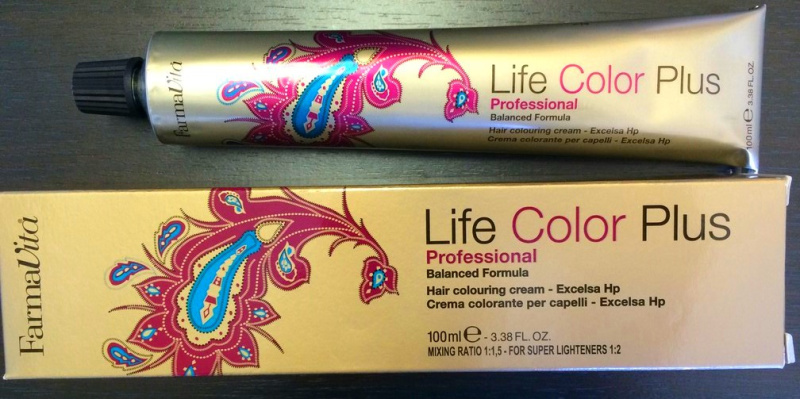 FarmaVita
Life Color Plus
Professional
Balanced Formula
Hair colouring cream - Excelsa Hp
Crema colorante per capelli - Excelsa Hp
100ml e 3.38 FL. OZ.
FarmaVita
Life Color Plus
Professional
Balanced Formula
Hair colouring cream - Excelsa Hp
Crema colorante per capelli - Excelsa Hp
100ml e - 3.38 FL. OZ.
MIXING RATIO 1:1,5 - FOR SUPER LIGHTENERS 1:2